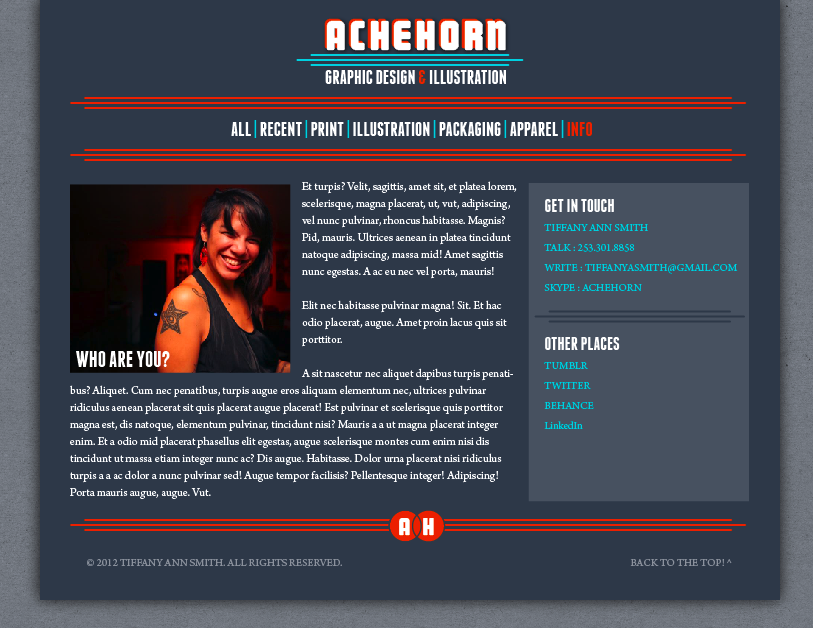 ACHEHORN
GRAPHIC DESIGN & ILLUSTRATION
ALL | RECENT | PRINT | ILLUSTRATION | PACKAGING | APPAREL | INFO
WHO ARE YOU?
Et turpis? Velit, sagittis, amet sit, et platea lorem,
scelerisque, magna placerat, ut, vut, adipiscing,
vel nunc pulvinar, rhoncus habitasse. Magnis?
Pid, mauris. Ultrices aenean in platea tincidunt
natoque adipiscing, massa mid! Amet sagittis
nunc egestas. A ac eu nec vel porta, mauris!
Elit nec habitasse pulvinar magna! Sit. Et hac
odio placerat, augue. Amet proin lacus quis sit
porttitor.
A sit nascetur nec aliquet dapibus turpis penati-
bus? Aliquet. Cum nec penatibus, turpis augue eros aliquam elementum nec, ultrices pulvinar
ridiculus aenean placerat sit quis placerat augue placerat! Est pulvinar et scelerisque quis porttitor
magna est, dis natoque, elementum pulvinar, tincidunt nisi? Mauris a a ut magna placerat integer
enim. Et a odio mid placerat phasellus elit egestas, augue scelerisque montes cum enim nisi dis
tincidunt ut massa etiam integer nunc ac? Dis augue. Habitasse. Dolor urna placerat nisi ridiculus
turpis a a ac dolor a nunc pulvinar sed! Augue tempor facilisis? Pellentesque integer! Adipiscing!
Porta mauris augue, augue. Vut.
GET IN TOUCH
TIFFANY ANN SMITH
TALK : 253.301.8858
WRITE : TIFFANYASMITH@GMAIL.COM
SKYPE : ACHEHORN
OTHER PLACES
TUMBLR
TWITTER
BEHANCE
LinkedIn
A H
© 2012 TIFFANY ANN SMITH. ALL RIGHTS RESERVED.
BACK TO THE TOP! ^